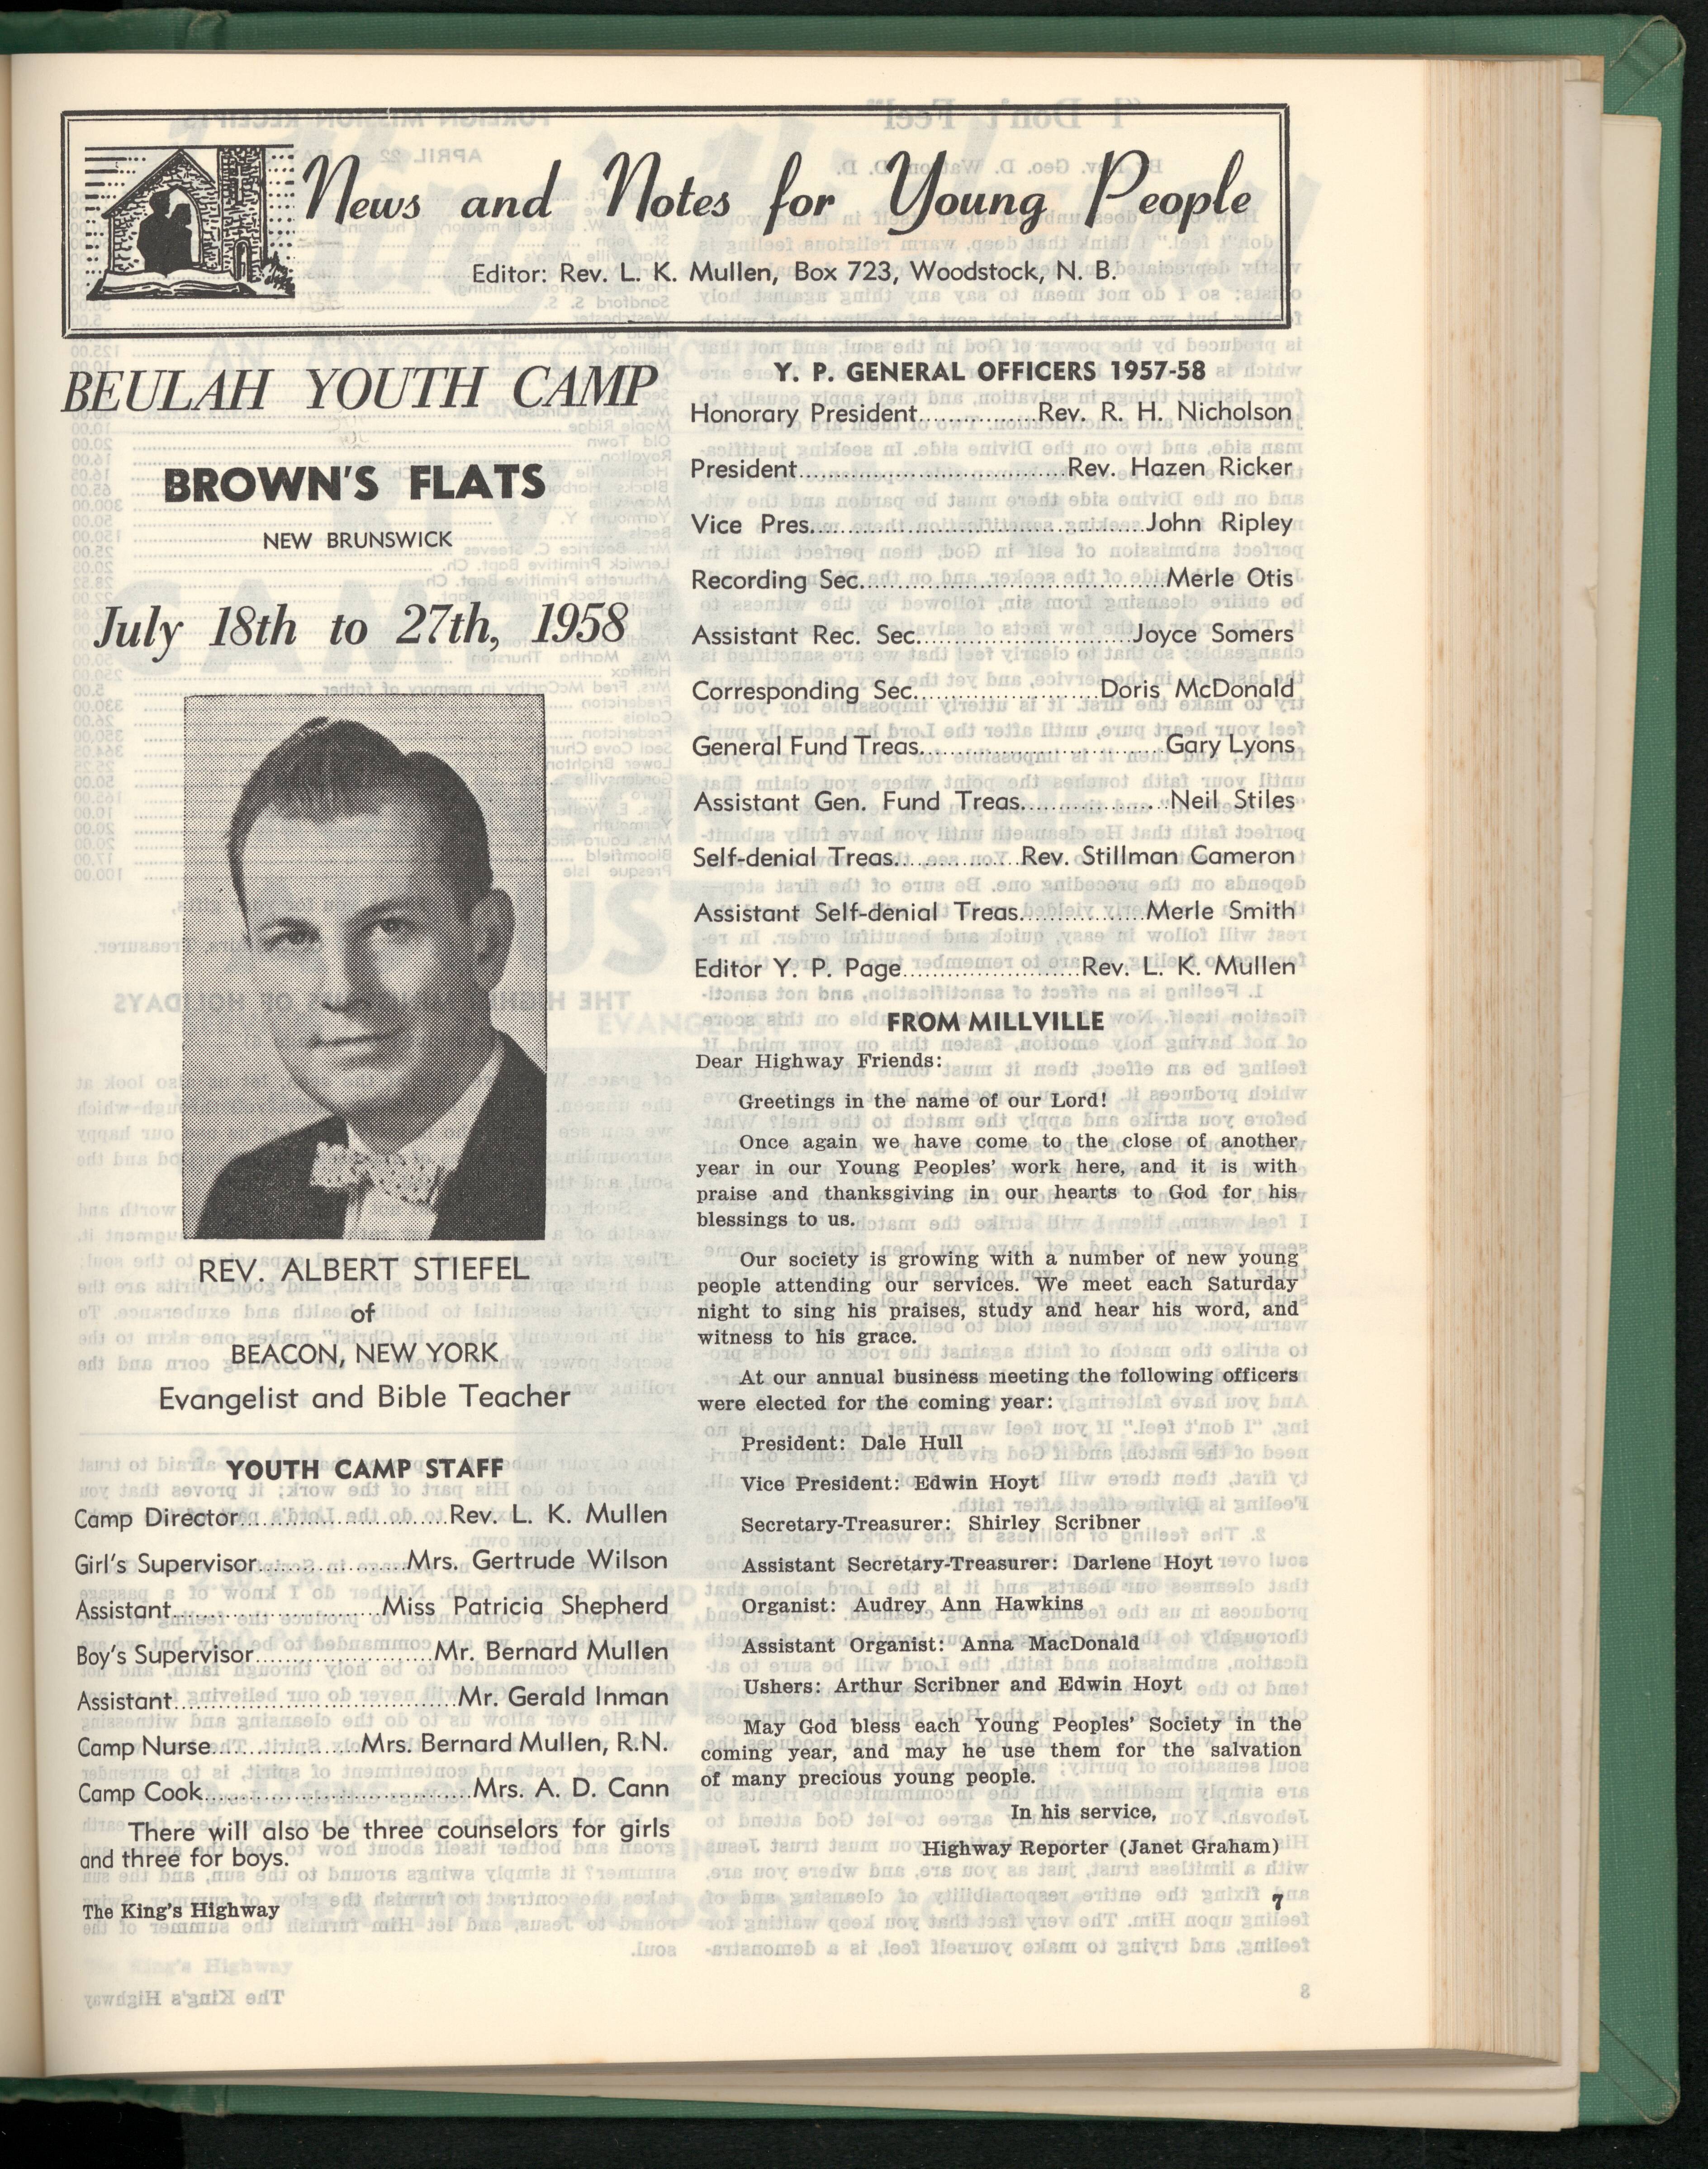 News and Notes for Young People
Editor: Rev. L. K. Mullen, Box 723, Woodstock, N. B.
BEULAH YOUTH CAMP
BROWN'S FLATS
NEW BRUNSWICK
July 18th to 27th, 1958
REV. ALBERT STIEFEL
of
BEACON, NEW YORK
Evangelist and Bible Teacher
YOUTH CAMP STAFF
Camp Director..............................Rev. L. K. Mullen
Girl's Supervisor......................Mrs. Gertrude Wilson
Assistant...............................Miss Patricia Shepherd
Boy's Supervisor..........................Mr. Bernard Mullen
Assistant..........................................Mr. Gerald Inman
Camp Nurse......................Mrs. Bernard Mullen, R.N.
Camp Cook.......................................Mrs. A. D. Cann
There will also be three counselors for girls
and three for boys.
The King's Highway
Y. P. GENERAL OFFICERS 1957-58
Honorary President.................Rev. R. H. Nicholson
President.......................................Rev. Hazen Ricker
Vice Pres.................................................John Ripley
Recording Sec.............................................Merle Otis
Assistant Rec. Sec................................Joyce Somers
Corresponding Sec...........................Doris McDonald
General Fund Treas....................................Gary Lyons
Assistant Gen. Fund Treas......................Neil Stiles
Self-denial Treas...................Rev. Stillman Cameron
Assistant Self-denial Treas...................Merle Smith
Editor Y. P. Page..........................Rev. L. K. Mullen
FROM MILLVILLE
Dear Highway Friends:
Greetings in the name of our Lord!
Once again we have come to the close of another
year in our Young Peoples' work here, and it is with
praise and thanksgiving in our hearts to God for his
blessings to us.
Our society is growing with a number of new young
people attending our services. We meet each Saturday
night to sing his praises, study and hear his word, and
witness to his grace.
At our annual business meeting the following officers
were elected for the coming year:
President: Dale Hull
Vice President: Edwin Hoyt
Secretary-Treasurer: Shirley Scribner
Assistant Secretary-Treasurer: Darlene Hoyt
Organist: Audrey Ann Hawkins
Assistant Organist: Anna MacDonald
Ushers: Arthur Scribner and Edwin Hoyt
May God bless each Young Peoples' Society in the
coming year, and may he use them for the salvation
of many precious young people.
In his service,
Highway Reporter (Janet Graham)
7